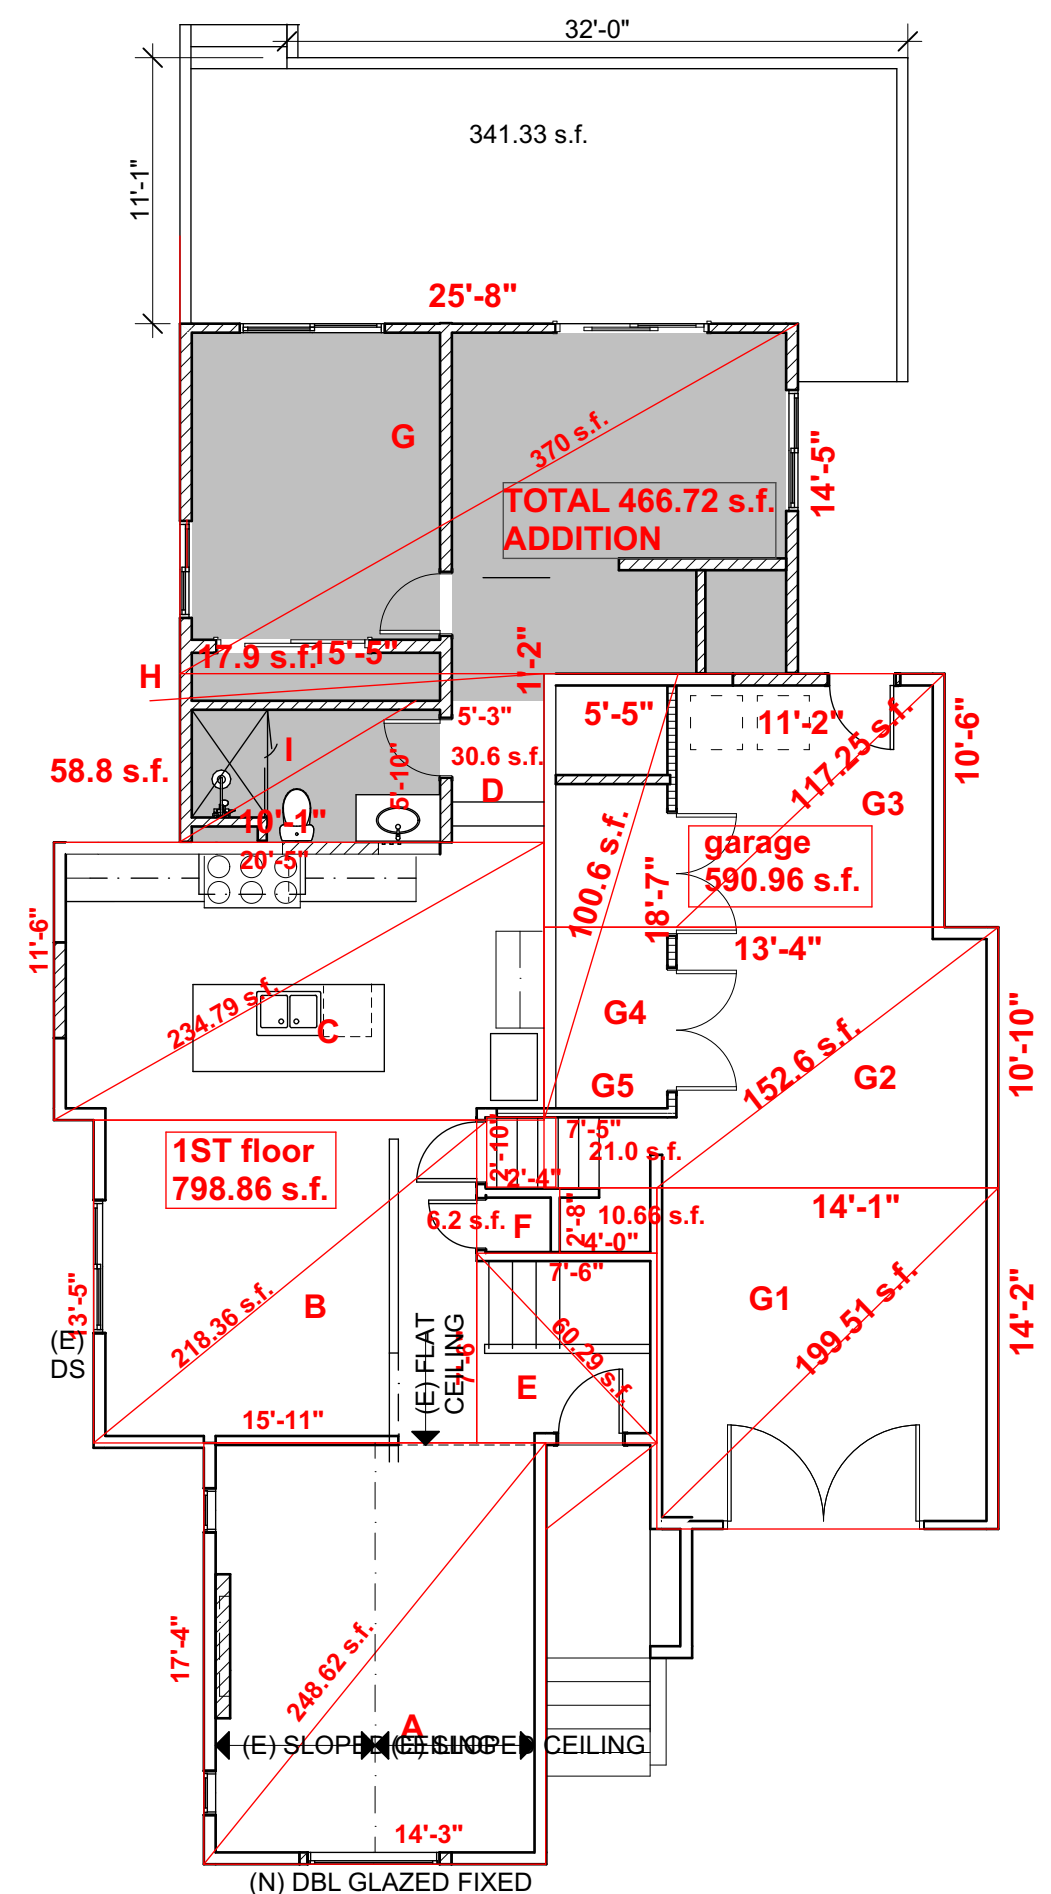 32'-0"
341.33 s.f.
11'-1"
25'-8"
G
370 s.f.
14'-5"
TOTAL 466.72 s.f.
ADDITION
17.9 s.f.
15'-5"
1'-2"
H
5'-3"
5'-5"
11'-2"
10'-6"
58.8 s.f.
I
5'-10"
30.6 s.f.
D
117.25 s.f.
G3
10'-1"
20'-5"
100.6 s.f.
garage
590.96 s.f.
11'-6"
18'-7"
13'-4"
234.79 s.f.
C
G4
G5
152.6 s.f.
G2
10'-10"
1ST floor
798.86 s.f.
2'-10"
2'-4"
7'-5"
21.0 s.f.
6.2 s.f.
F
2'-8"
10.66 s.f.
4'-0"
14'-1"
7'-6"
13'-5"
218.36 s.f.
B
(E) FLAT
CEILING
7'-6"
60.29 s.f.
E
G1
199.51 s.f.
14'-2"
(E)
DS
15'-11"
17'-4"
248.62 s.f.
A
(E) SLOPED CEILING
(E) SLOPED CEILING
14'-3"
(N) DBL GLAZED FIXED